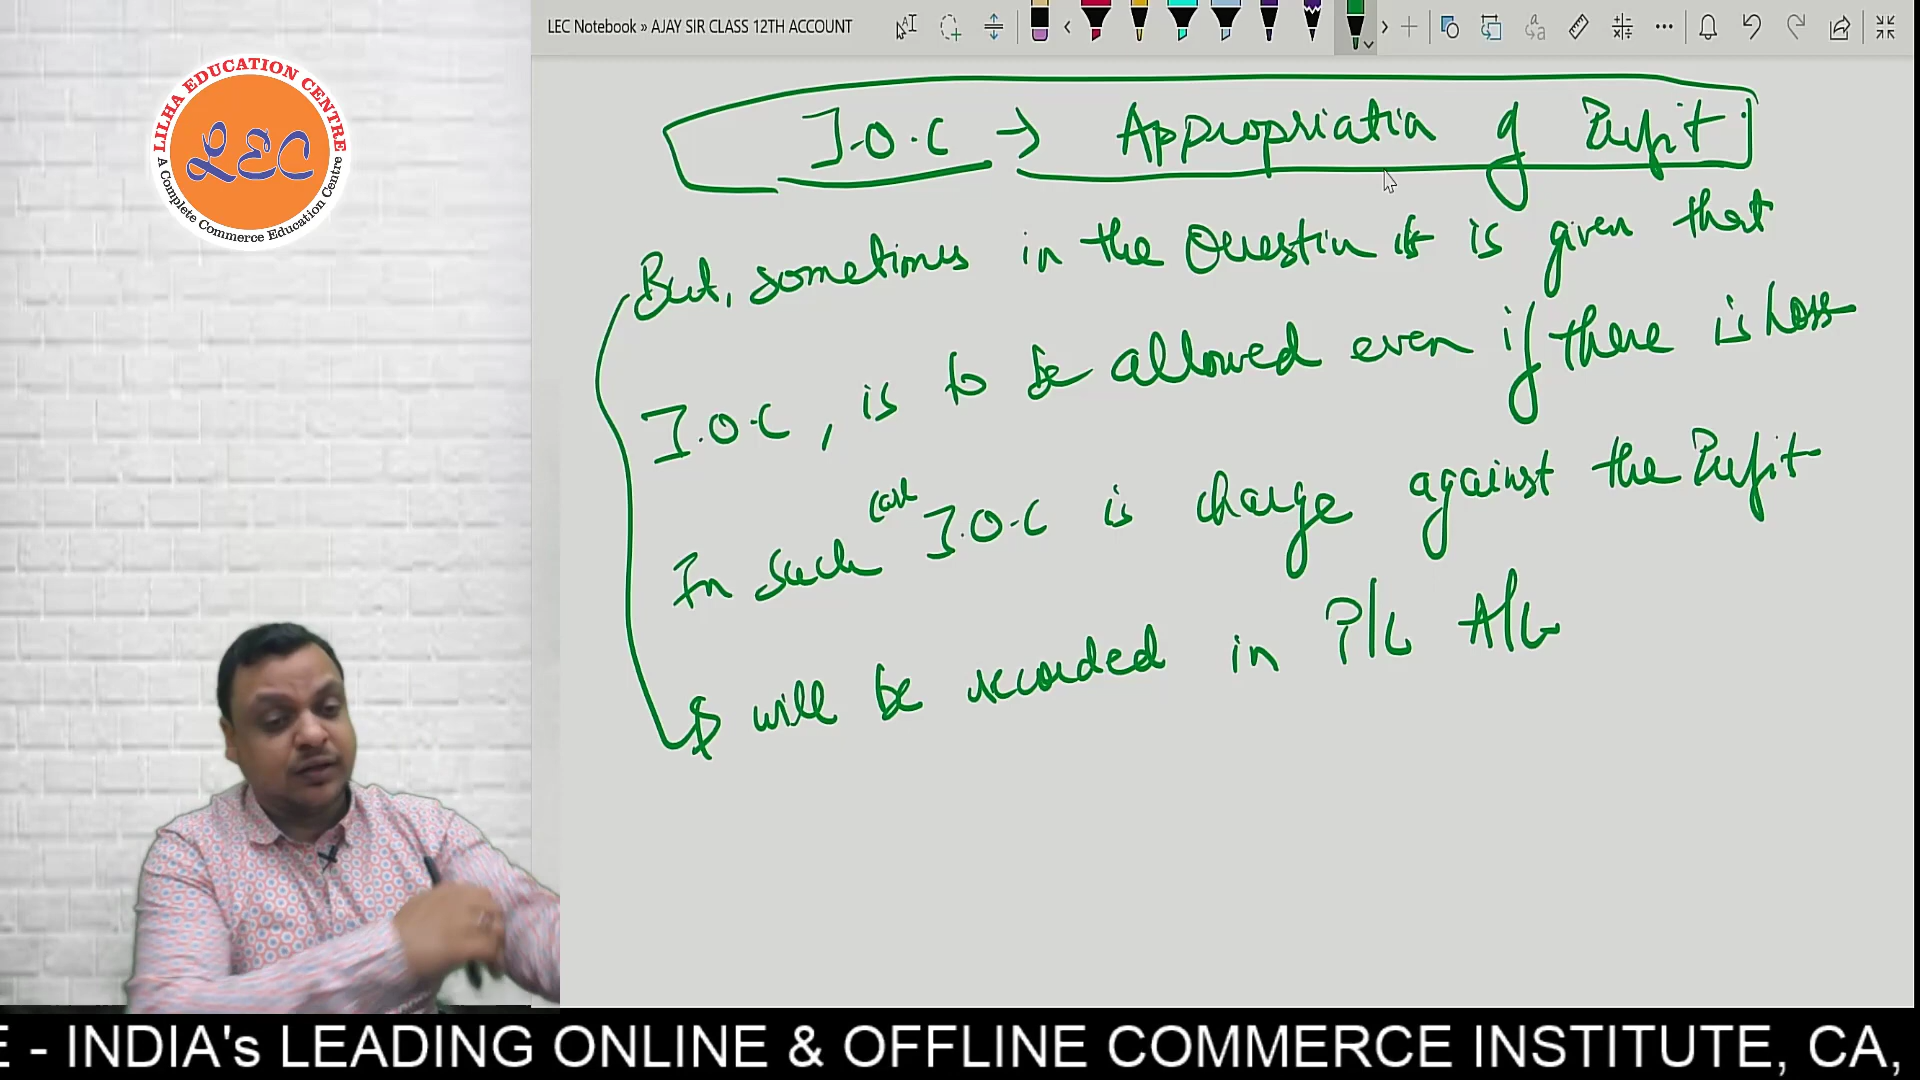 LEC Notebook » AJAY SIR CLASS 12TH ACCOUNT
LILHA EDUCATION CENTRE
LEC
A Complete Commerce Education Centre
I.O.C → Appropriation of Profit
But, sometimes in the Question it is given that
I.O.C, is to be allowed even if there is Loss
In such case I.O.C is charge against the Profit
& will be recorded in P/L A/c
E - INDIA's LEADING ONLINE & OFFLINE COMMERCE INSTITUTE, CA,